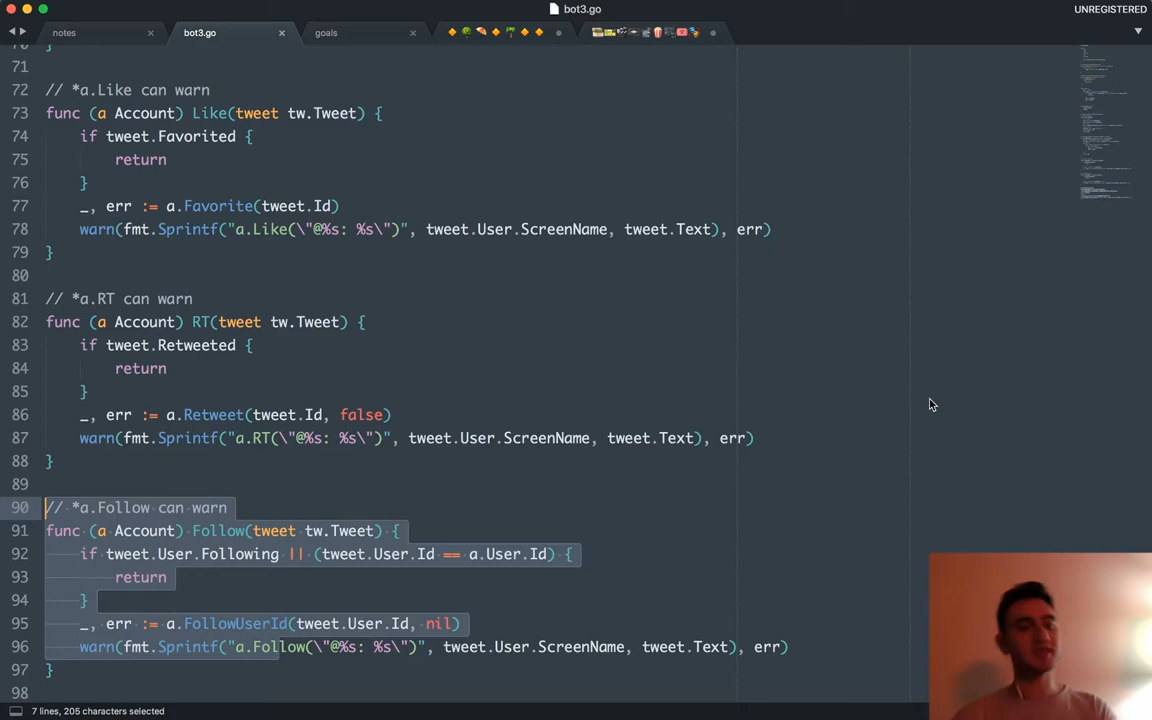 bot3.go
UNREGISTERED
notes
bot3.go
goals
70 }
71
72 // *a.Like can warn
73 func (a Account) Like(tweet tw.Tweet) {
74 if tweet.Favorited {
75 return
76 }
77 _, err := a.Favorite(tweet.Id)
78 warn(fmt.Sprintf("a.Like(\"@%s: %s\")", tweet.User.ScreenName, tweet.Text), err)
79 }
80
81 // *a.RT can warn
82 func (a Account) RT(tweet tw.Tweet) {
83 if tweet.Retweeted {
84 return
85 }
86 _, err := a.Retweet(tweet.Id, false)
87 warn(fmt.Sprintf("a.RT(\"@%s: %s\")", tweet.User.ScreenName, tweet.Text), err)
88 }
89
90 // *a.Follow can warn
91 func (a Account) Follow(tweet tw.Tweet) {
92 if tweet.User.Following || (tweet.User.Id == a.User.Id) {
93 return
94 }
95 _, err := a.FollowUserId(tweet.User.Id, nil)
96 warn(fmt.Sprintf("a.Follow(\"@%s: %s\")", tweet.User.ScreenName, tweet.Text), err)
97 }
98
7 lines, 205 characters selected